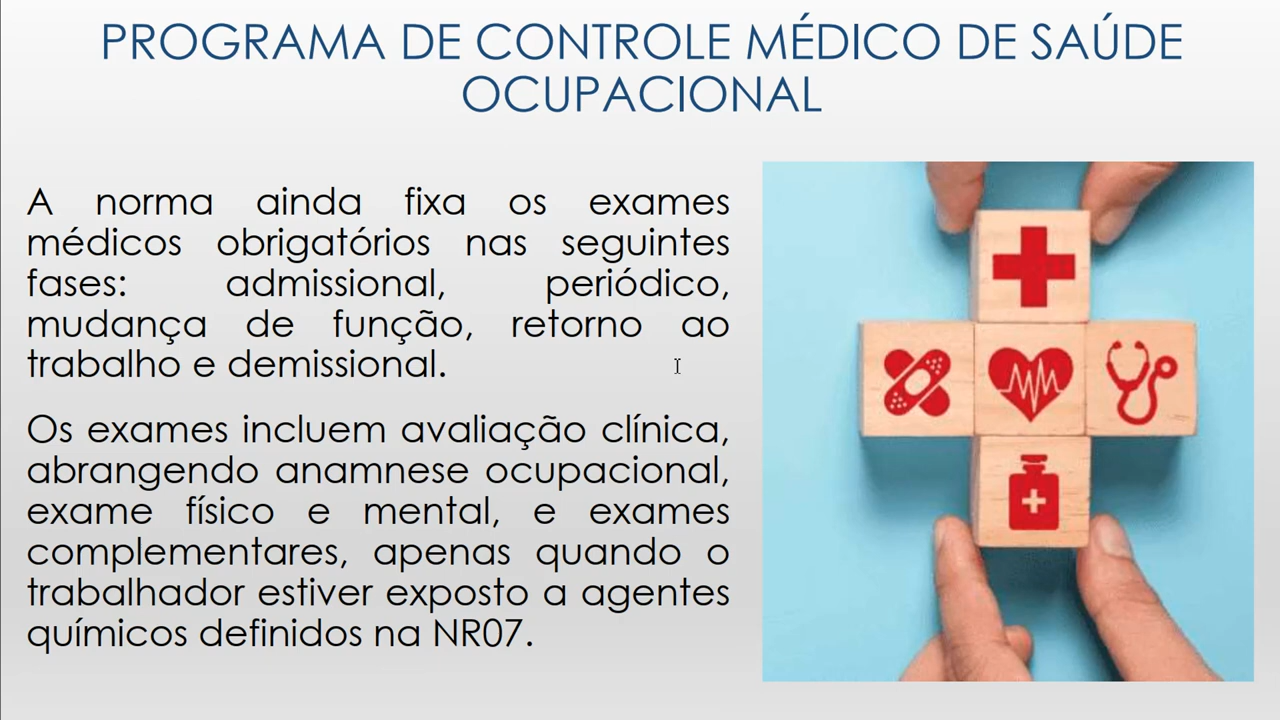 PROGRAMA DE CONTROLE MÉDICO DE SAÚDE
OCUPACIONAL
A norma ainda fixa os exames
médicos obrigatórios nas seguintes
fases: admissional, periódico,
mudança de função, retorno ao
trabalho e demissional.
Os exames incluem avaliação clínica,
abrangendo anamnese ocupacional,
exame físico e mental, e exames
complementares, apenas quando o
trabalhador estiver exposto a agentes
químicos definidos na NR07.